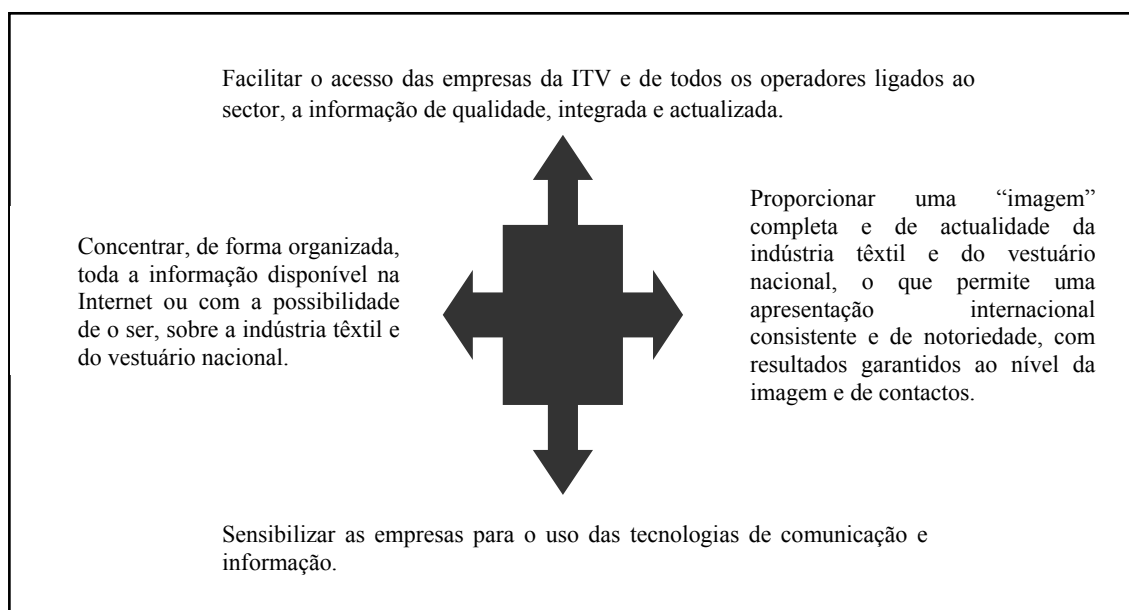 Facilitar o acesso das empresas da ITV e de todos os operadores ligados ao
sector, a informação de qualidade, integrada e actualizada.
Concentrar, de forma organizada,
toda a informação disponível na
Internet ou com a possibilidade
de o ser, sobre a indústria têxtil e
do vestuário nacional.
Proporcionar uma “imagem”
completa e de actualidade da
indústria têxtil e do vestuário
nacional, o que permite uma
apresentação internacional
consistente e de notoriedade, com
resultados garantidos ao nível da
imagem e de contactos.
Sensibilizar as empresas para o uso das tecnologias de comunicação e
informação.